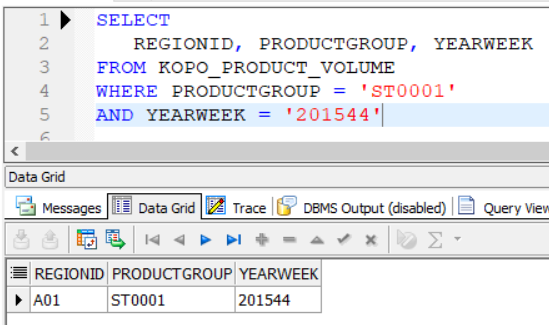 1 SELECT
2 REGIONID, PRODUCTGROUP, YEARWEEK
3 FROM KOPO_PRODUCT_VOLUME
4 WHERE PRODUCTGROUP = 'ST0001'
5 AND YEARWEEK = '201544'
6
Data Grid
Messages Data Grid Trace DBMS Output (disabled) Query View
REGIONID PRODUCTGROUP YEARWEEK
A01 ST0001 201544